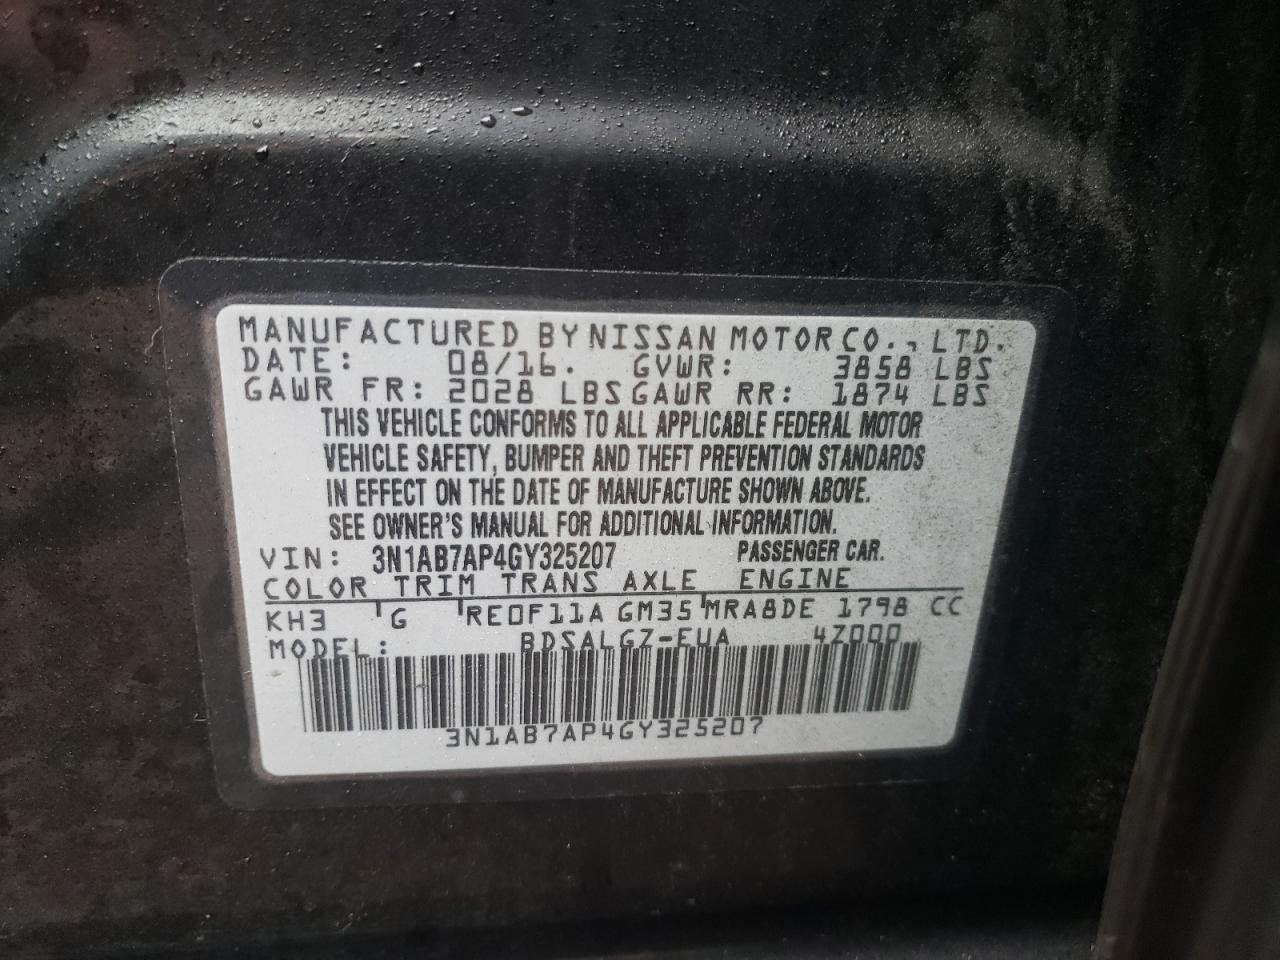 MANUFACTURED BY NISSAN MOTOR CO., LTD.
DATE: 08/16. GVWR: 3858 LBS
GAWR FR: 2028 LBS GAWR RR: 1874 LBS
THIS VEHICLE CONFORMS TO ALL APPLICABLE FEDERAL MOTOR
VEHICLE SAFETY, BUMPER AND THEFT PREVENTION STANDARDS
IN EFFECT ON THE DATE OF MANUFACTURE SHOWN ABOVE.
SEE OWNER'S MANUAL FOR ADDITIONAL INFORMATION.
VIN: 3N1AB7AP4GY325207 PASSENGER CAR.
COLOR TRIM TRANS AXLE ENGINE
KH3 G RE0F11A GM35 MRA8DE 1798 CC
MODEL: BDSALGZ-EUA 4Z000
3N1AB7AP4GY325207